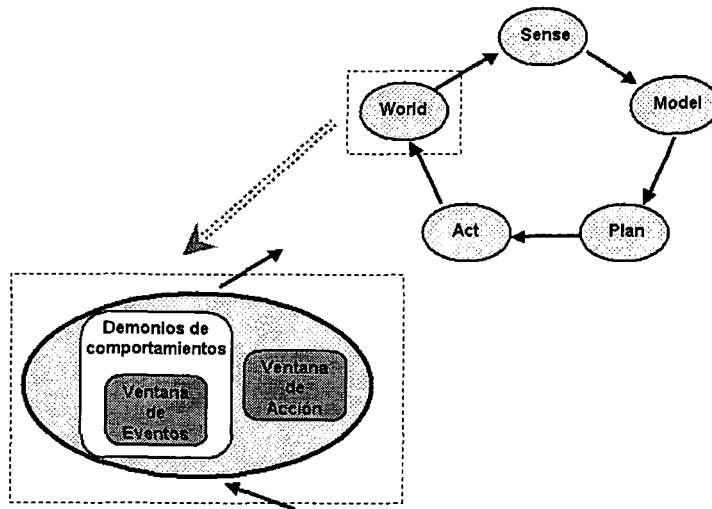 Sense
World
Model
Act
Plan
Demonios de
comportamientos
Ventana
de
Eventos
Ventana
de
Acción